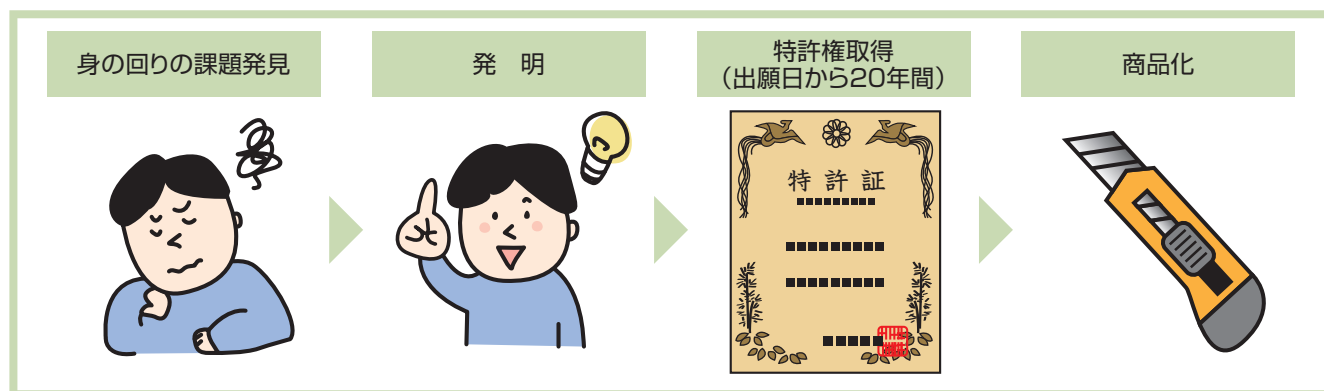 身の回りの課題発見
発　明
特許権取得
（出願日から20年間）
商品化
特許証